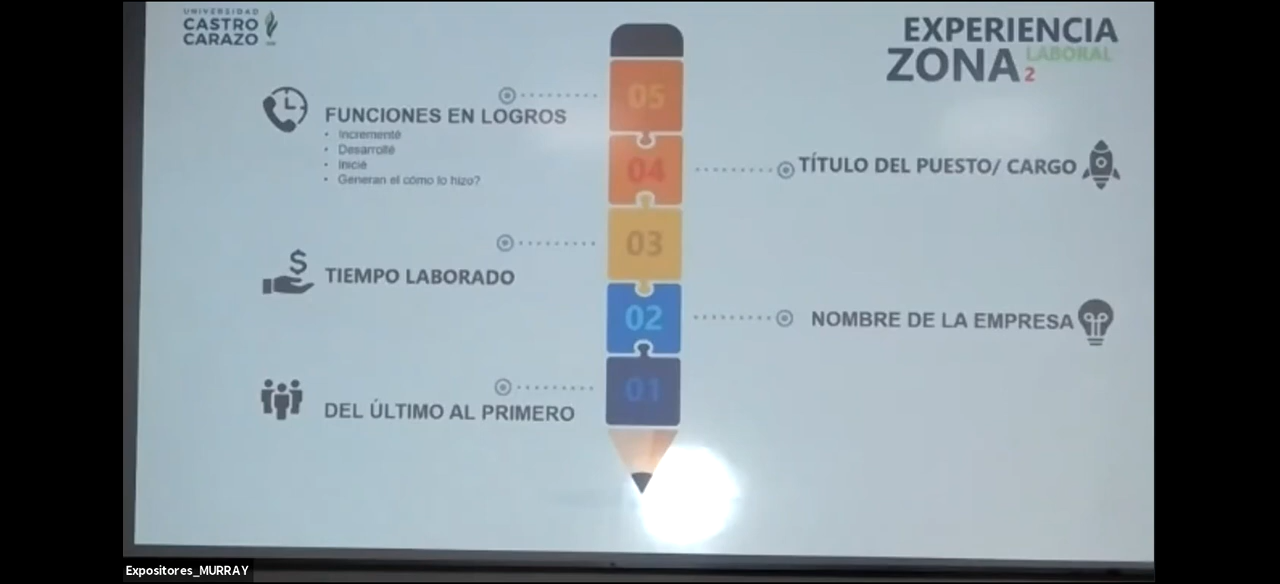 UNIVERSIDAD
CASTRO
CARAZO
EXPERIENCIA
LABORAL
ZONA 2
05
FUNCIONES EN LOGROS
• Incrementé
• Desarrollé
• Inicié
• Generan el cómo lo hizo?
04
TÍTULO DEL PUESTO/ CARGO
03
TIEMPO LABORADO
02
NOMBRE DE LA EMPRESA
01
DEL ÚLTIMO AL PRIMERO
Expositores_MURRAY